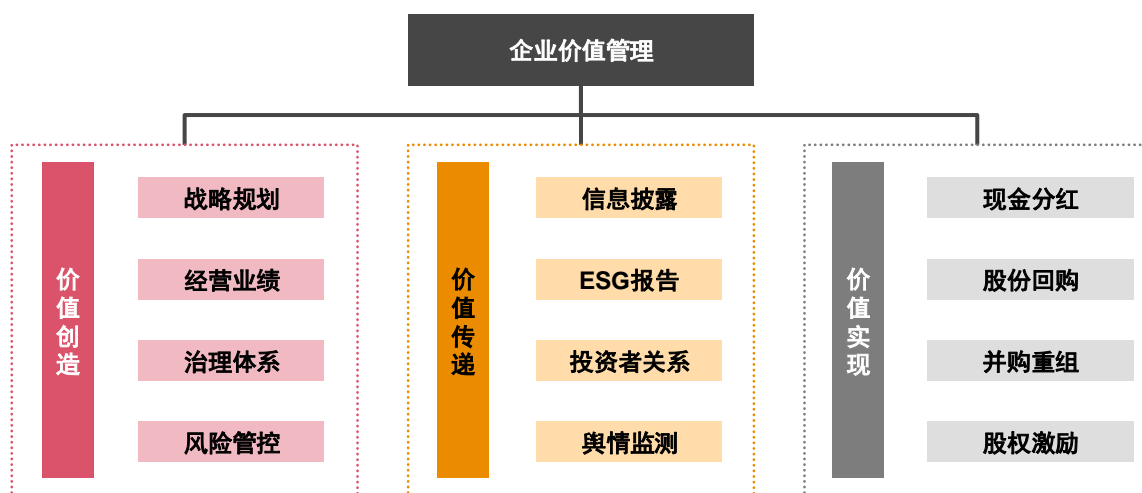 企业价值管理
价值创造
战略规划
经营业绩
治理体系
风险管控
价值传递
信息披露
ESG报告
投资者关系
舆情监测
价值实现
现金分红
股份回购
并购重组
股权激励